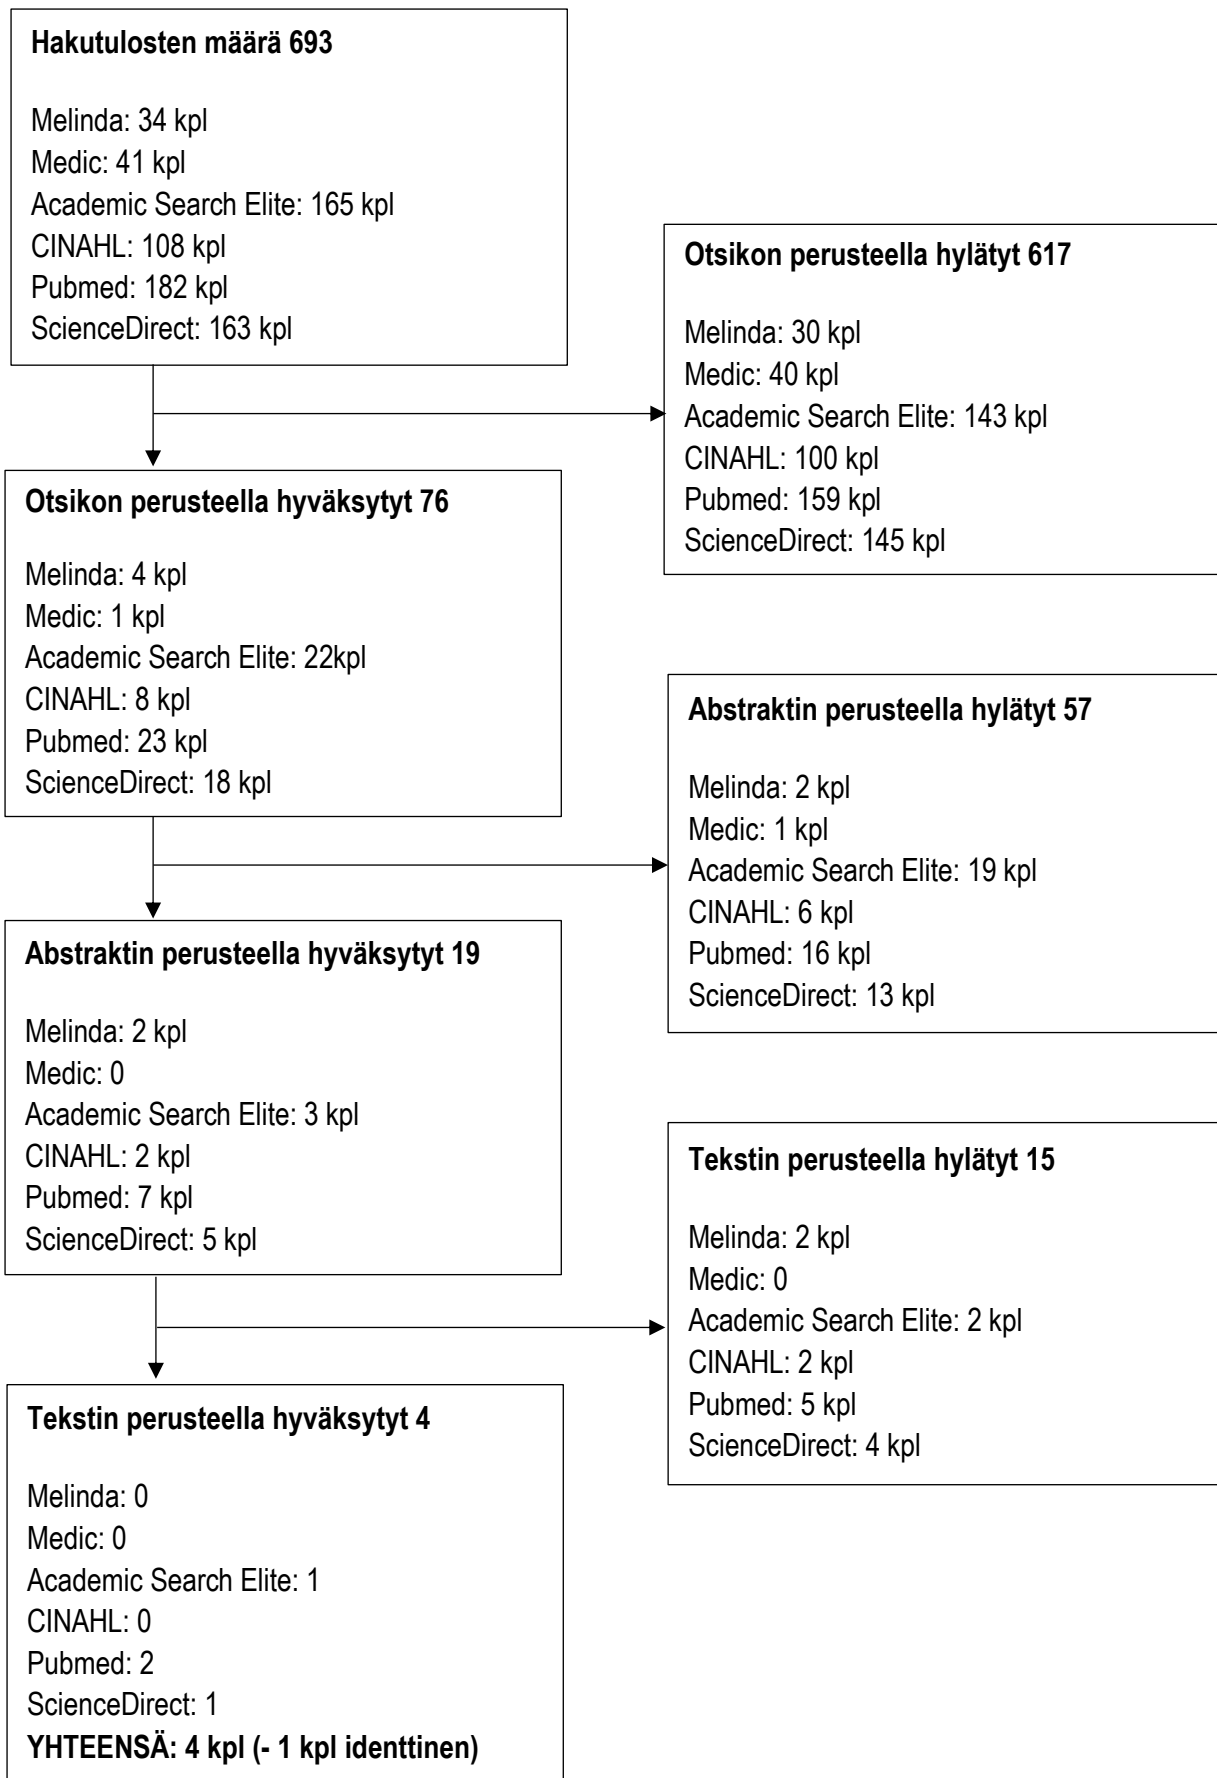 Hakutulosten määrä 693
Melinda: 34 kpl
Medic: 41 kpl
Academic Search Elite: 165 kpl
CINAHL: 108 kpl
Pubmed: 182 kpl
ScienceDirect: 163 kpl
Otsikon perusteella hylätyt 617
Melinda: 30 kpl
Medic: 40 kpl
Academic Search Elite: 143 kpl
CINAHL: 100 kpl
Pubmed: 159 kpl
ScienceDirect: 145 kpl
Otsikon perusteella hyväksytyt 76
Melinda: 4 kpl
Medic: 1 kpl
Academic Search Elite: 22kpl
CINAHL: 8 kpl
Pubmed: 23 kpl
ScienceDirect: 18 kpl
Abstraktin perusteella hylätyt 57
Melinda: 2 kpl
Medic: 1 kpl
Academic Search Elite: 19 kpl
CINAHL: 6 kpl
Pubmed: 16 kpl
ScienceDirect: 13 kpl
Abstraktin perusteella hyväksytyt 19
Melinda: 2 kpl
Medic: 0
Academic Search Elite: 3 kpl
CINAHL: 2 kpl
Pubmed: 7 kpl
ScienceDirect: 5 kpl
Tekstin perusteella hylätyt 15
Melinda: 2 kpl
Medic: 0
Academic Search Elite: 2 kpl
CINAHL: 2 kpl
Pubmed: 5 kpl
ScienceDirect: 4 kpl
Tekstin perusteella hyväksytyt 4
Melinda: 0
Medic: 0
Academic Search Elite: 1
CINAHL: 0
Pubmed: 2
ScienceDirect: 1
YHTEENSÄ: 4 kpl (- 1 kpl identtinen)